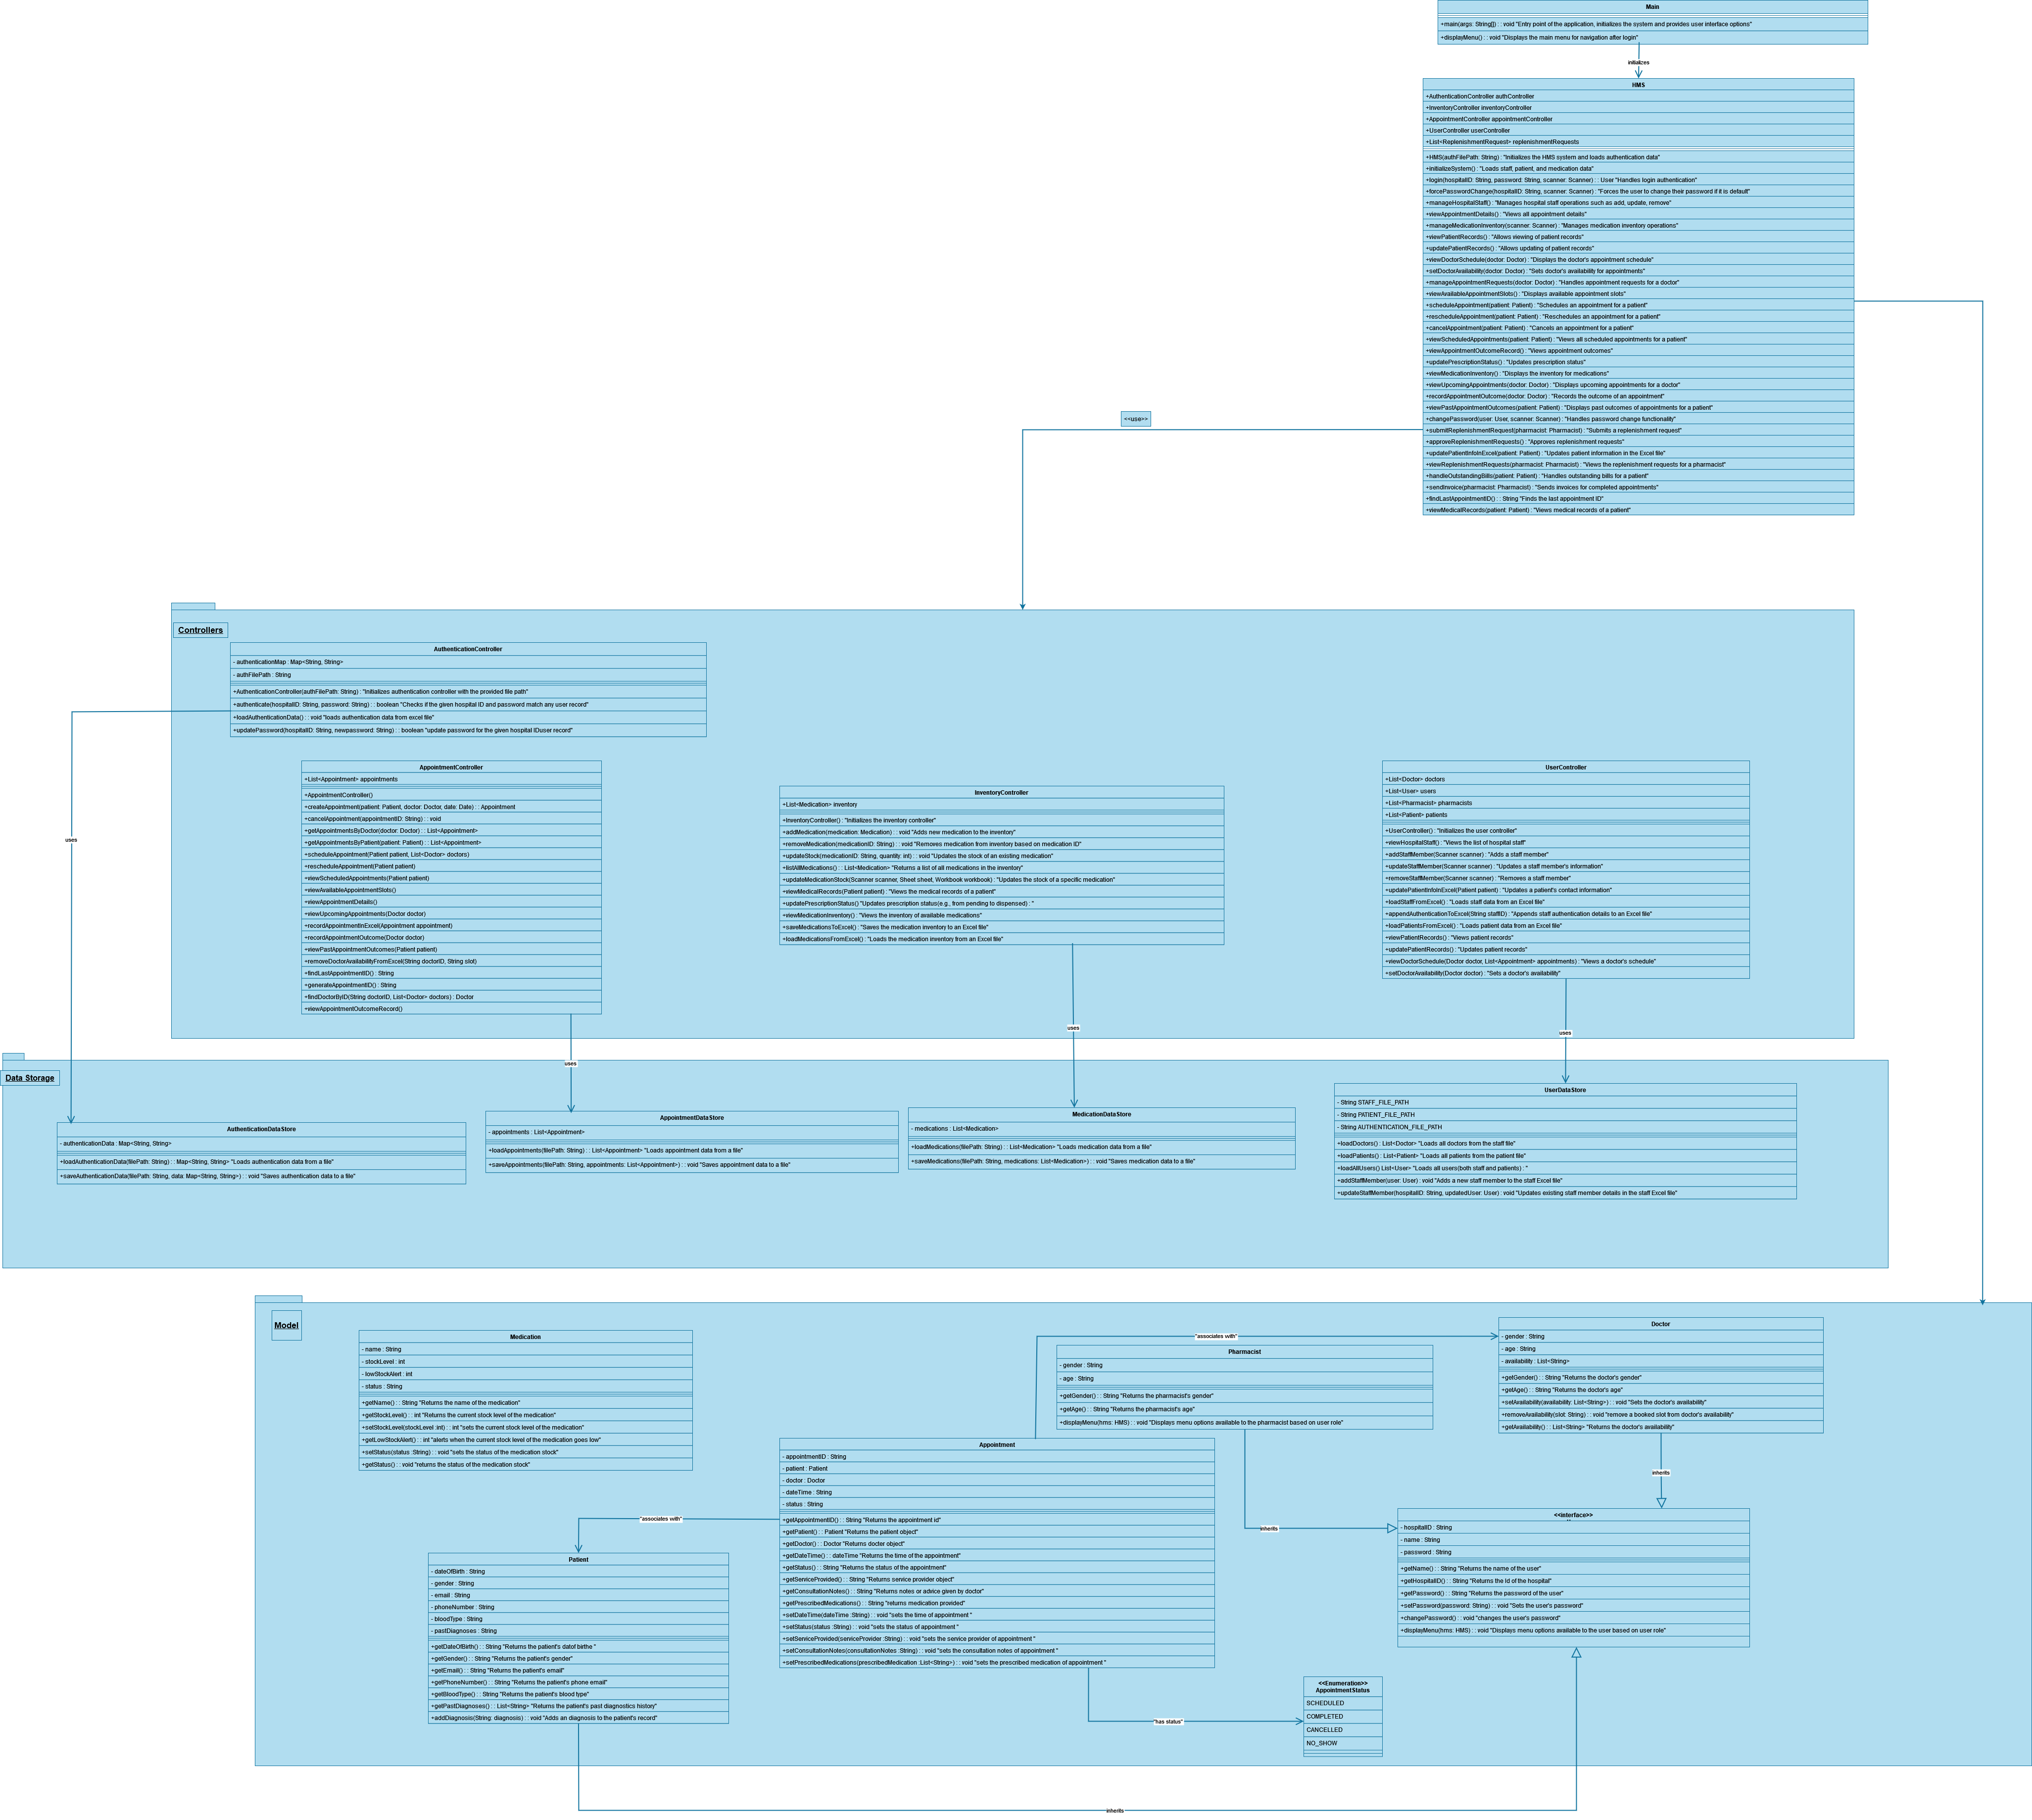 Main
+main(args: String[]) : : void "Entry point of the application, initializes the system and provides user interface options"
+displayMenu() : : void "Displays the main menu for navigation after login"
initializes
HMS
+AuthenticationController authController
+InventoryController inventoryController
+AppointmentController appointmentController
+UserController userController
+List<ReplenishmentRequest> replenishmentRequests
+HMS(authFilePath: String) : "Initializes the HMS system and loads authentication data"
+initializeSystem() : "Loads staff, patient, and medication data"
+login(hospitalID: String, password: String, scanner: Scanner) : : User "Handles login authentication"
+forcePasswordChange(hospitalID: String, scanner: Scanner) : "Forces the user to change their password if it is default"
+manageHospitalStaff() : "Manages hospital staff operations such as add, update, remove"
+viewAppointmentDetails() : "Views all appointment details"
+manageMedicationInventory(scanner: Scanner) : "Manages medication inventory operations"
+viewPatientRecords() : "Allows viewing of patient records"
+updatePatientRecords() : "Allows updating of patient records"
+viewDoctorSchedule(doctor: Doctor) : "Displays the doctor's appointment schedule"
+setDoctorAvailability(doctor: Doctor) : "Sets doctor's availability for appointments"
+manageAppointmentRequests(doctor: Doctor) : "Handles appointment requests for a doctor"
+viewAvailableAppointmentSlots() : "Displays available appointment slots"
+scheduleAppointment(patient: Patient) : "Schedules an appointment for a patient"
+rescheduleAppointment(patient: Patient) : "Reschedules an appointment for a patient"
+cancelAppointment(patient: Patient) : "Cancels an appointment for a patient"
+viewScheduledAppointments(patient: Patient) : "Views all scheduled appointments for a patient"
+viewAppointmentOutcomeRecord() : "Views appointment outcomes"
+updatePrescriptionStatus() : "Updates prescription status"
+viewMedicationInventory() : "Displays the inventory for medications"
+viewUpcomingAppointments(doctor: Doctor) : "Displays upcoming appointments for a doctor"
+recordAppointmentOutcome(doctor: Doctor) : "Records the outcome of an appointment"
+viewPastAppointmentOutcomes(patient: Patient) : "Displays past outcomes of appointments for a patient"
+changePassword(user: User, scanner: Scanner) : "Handles password change functionality"
+submitReplenishmentRequest(pharmacist: Pharmacist) : "Submits a replenishment request"
+approveReplenishmentRequests() : "Approves replenishment requests"
+updatePatientInfoInExcel(patient: Patient) : "Updates patient information in the Excel file"
+viewReplenishmentRequests(pharmacist: Pharmacist) : "Views the replenishment requests for a pharmacist"
+handleOutstandingBills(patient: Patient) : "Handles outstanding bills for a patient"
+sendInvoice(pharmacist: Pharmacist) : "Sends invoices for completed appointments"
+findLastAppointmentID() : : String "Finds the last appointment ID"
+viewMedicalRecords(patient: Patient) : "Views medical records of a patient"
<<use>>
Controllers
AuthenticationController
- authenticationMap : Map<String, String>
- authFilePath : String
+AuthenticationController(authFilePath: String) : "Initializes authentication controller with the provided file path"
+authenticate(hospitalID: String, password: String) : : boolean "Checks if the given hospital ID and password match any user record"
+loadAuthenticationData() : : void "loads authentication data from excel file"
+updatePassword(hospitalID: String, newpassword: String) : : boolean "update password for the given hospital IDuser record"
AppointmentController
+List<Appointment> appointments
+AppointmentController()
+createAppointment(patient: Patient, doctor: Doctor, date: Date) : : Appointment
+cancelAppointment(appointmentID: String) : : void
+getAppointmentsByDoctor(doctor: Doctor) : : List<Appointment>
+getAppointmentsByPatient(patient: Patient) : : List<Appointment>
+scheduleAppointment(Patient patient, List<Doctor> doctors)
+rescheduleAppointment(Patient patient)
+viewScheduledAppointments(Patient patient)
+viewAvailableAppointmentSlots()
+viewAppointmentDetails()
+viewUpcomingAppointments(Doctor doctor)
+recordAppointmentInExcel(Appointment appointment)
+recordAppointmentOutcome(Doctor doctor)
+viewPastAppointmentOutcomes(Patient patient)
+removeDoctorAvailabilityFromExcel(String doctorID, String slot)
+findLastAppointmentID() : String
+generateAppointmentID() : String
+findDoctorByID(String doctorID, List<Doctor> doctors) : Doctor
+viewAppointmentOutcomeRecord()
InventoryController
+List<Medication> inventory
+InventoryController() : "Initializes the inventory controller"
+addMedication(medication: Medication) : : void "Adds new medication to the inventory"
+removeMedication(medicationID: String) : : void "Removes medication from inventory based on medication ID"
+updateStock(medicationID: String, quantity: int) : : void "Updates the stock of an existing medication"
+listAllMedications() : : List<Medication> "Returns a list of all medications in the inventory"
+updateMedicationStock(Scanner scanner, Sheet sheet, Workbook workbook) : "Updates the stock of a specific medication"
+viewMedicalRecords(Patient patient) : "Views the medical records of a patient"
+updatePrescriptionStatus() "Updates prescription status(e.g., from pending to dispensed) : "
+viewMedicationInventory() : "Views the inventory of available medications"
+saveMedicationsToExcel() : "Saves the medication inventory to an Excel file"
+loadMedicationsFromExcel() : "Loads the medication inventory from an Excel file"
UserController
+List<Doctor> doctors
+List<User> users
+List<Pharmacist> pharmacists
+List<Patient> patients
+UserController() : "Initializes the user controller"
+viewHospitalStaff() : "Views the list of hospital staff"
+addStaffMember(Scanner scanner) : "Adds a staff member"
+updateStaffMember(Scanner scanner) : "Updates a staff member's information"
+removeStaffMember(Scanner scanner) : "Removes a staff member"
+updatePatientInfoInExcel(Patient patient) : "Updates a patient's contact information"
+loadStaffFromExcel() : "Loads staff data from an Excel file"
+appendAuthenticationToExcel(String staffID) : "Appends staff authentication details to an Excel file"
+loadPatientsFromExcel() : "Loads patient data from an Excel file"
+viewPatientRecords() : "Views patient records"
+updatePatientRecords() : "Updates patient records"
+viewDoctorSchedule(Doctor doctor, List<Appointment> appointments) : "Views a doctor's schedule"
+setDoctorAvailability(Doctor doctor) : "Sets a doctor's availability"
uses
uses
uses
uses
Data Storage
AuthenticationDataStore
- authenticationData : Map<String, String>
+loadAuthenticationData(filePath: String) : : Map<String, String> "Loads authentication data from a file"
+saveAuthenticationData(filePath: String, data: Map<String, String>) : : void "Saves authentication data to a file"
AppointmentDataStore
- appointments : List<Appointment>
+loadAppointments(filePath: String) : : List<Appointment> "Loads appointment data from a file"
+saveAppointments(filePath: String, appointments: List<Appointment>) : : void "Saves appointment data to a file"
MedicationDataStore
- medications : List<Medication>
+loadMedications(filePath: String) : : List<Medication> "Loads medication data from a file"
+saveMedications(filePath: String, medications: List<Medication>) : : void "Saves medication data to a file"
UserDataStore
- String STAFF_FILE_PATH
- String PATIENT_FILE_PATH
- String AUTHENTICATION_FILE_PATH
+loadDoctors() : List<Doctor> "Loads all doctors from the staff file"
+loadPatients() : List<Patient> "Loads all patients from the patient file"
+loadAllUsers() List<User> "Loads all users(both staff and patients) : "
+addStaffMember(user: User) : void "Adds a new staff member to the staff Excel file"
+updateStaffMember(hospitalID: String, updatedUser: User) : void "Updates existing staff member details in the staff Excel file"
Model
Medication
- name : String
- stockLevel : int
- lowStockAlert : int
- status : String
+getName() : : String "Returns the name of the medication"
+getStockLevel() : : int "Returns the current stock level of the medication"
+setStockLevel(stockLevel :int) : : int "sets the current stock level of the medication"
+getLowStockAlert() : : int "alerts when the current stock level of the medication goes low"
+setStatus(status :String) : : void "sets the status of the medication stock"
+getStatus() : : void "returns the status of the medication stock"
"associates with"
Pharmacist
- gender : String
- age : String
+getGender() : : String "Returns the pharmacist's gender"
+getAge() : : String "Returns the pharmacist's age"
+displayMenu(hms: HMS) : : void "Displays menu options available to the pharmacist based on user role"
Doctor
- gender : String
- age : String
- availability : List<String>
+getGender() : : String "Returns the doctor's gender"
+getAge() : : String "Returns the doctor's age"
+setAvailability(availability: List<String>) : : void "Sets the doctor's availability"
+removeAvailability(slot: String) : : void "remove a booked slot from doctor's availability"
+getAvailability() : : List<String> "Returns the doctor's availability"
inherits
Appointment
- appointmentID : String
- patient : Patient
- doctor : Doctor
- dateTime : String
- status : String
+getAppointmentID() : : String "Returns the appointment id"
+getPatient() : : Patient "Returns the patient object"
+getDoctor() : : Doctor "Returns docter object"
+getDateTime() : : dateTime "Returns the time of the appointment"
+getStatus() : : String "Returns the status of the appointment"
+getServiceProvided() : : String "Returns service provider object"
+getConsultationNotes() : : String "Returns notes or advice given by doctor"
+getPrescribedMedications() : : String "returns medication provided"
+setDateTime(dateTime :String) : : void "sets the time of appointment "
+setStatus(status :String) : : void "sets the status of appointment "
+setServiceProvided(serviceProvider :String) : : void "sets the service provider of appointment "
+setConsultationNotes(consultationNotes :String) : : void "sets the consultation notes of appointment "
+setPrescribedMedications(prescribedMedication :List<String>) : : void "sets the prescribed medication of appointment "
"associates with"
inherits
<<interface>>
- hospitalID : String
- name : String
- password : String
+getName() : : String "Returns the name of the user"
+getHospitalID() : : String "Returns the Id of the hospital"
+getPassword() : : String "Returns the password of the user"
+setPassword(password: String) : : void "Sets the user's password"
+changePassword() : : void "changes the user's password"
+displayMenu(hms: HMS) : : void "Displays menu options available to the user based on user role"
Patient
- dateOfBirth : String
- gender : String
- email : String
- phoneNumber : String
- bloodType : String
- pastDiagnoses : String
+getDateOfBirth() : : String "Returns the patient's datof birthe "
+getGender() : : String "Returns the patient's gender"
+getEmail() : : String "Returns the patient's email"
+getPhoneNumber() : : String "Returns the patient's phone email"
+getBloodType() : : String "Returns the patient's blood type"
+getPastDiagnoses() : : List<String> "Returns the patient's past diagnostics history"
+addDiagnosis(String: diagnosis) : : void "Adds an diagnosis to the patient's record"
<<Enumeration>>
AppointmentStatus
SCHEDULED
COMPLETED
CANCELLED
NO_SHOW
"has status"
inherits